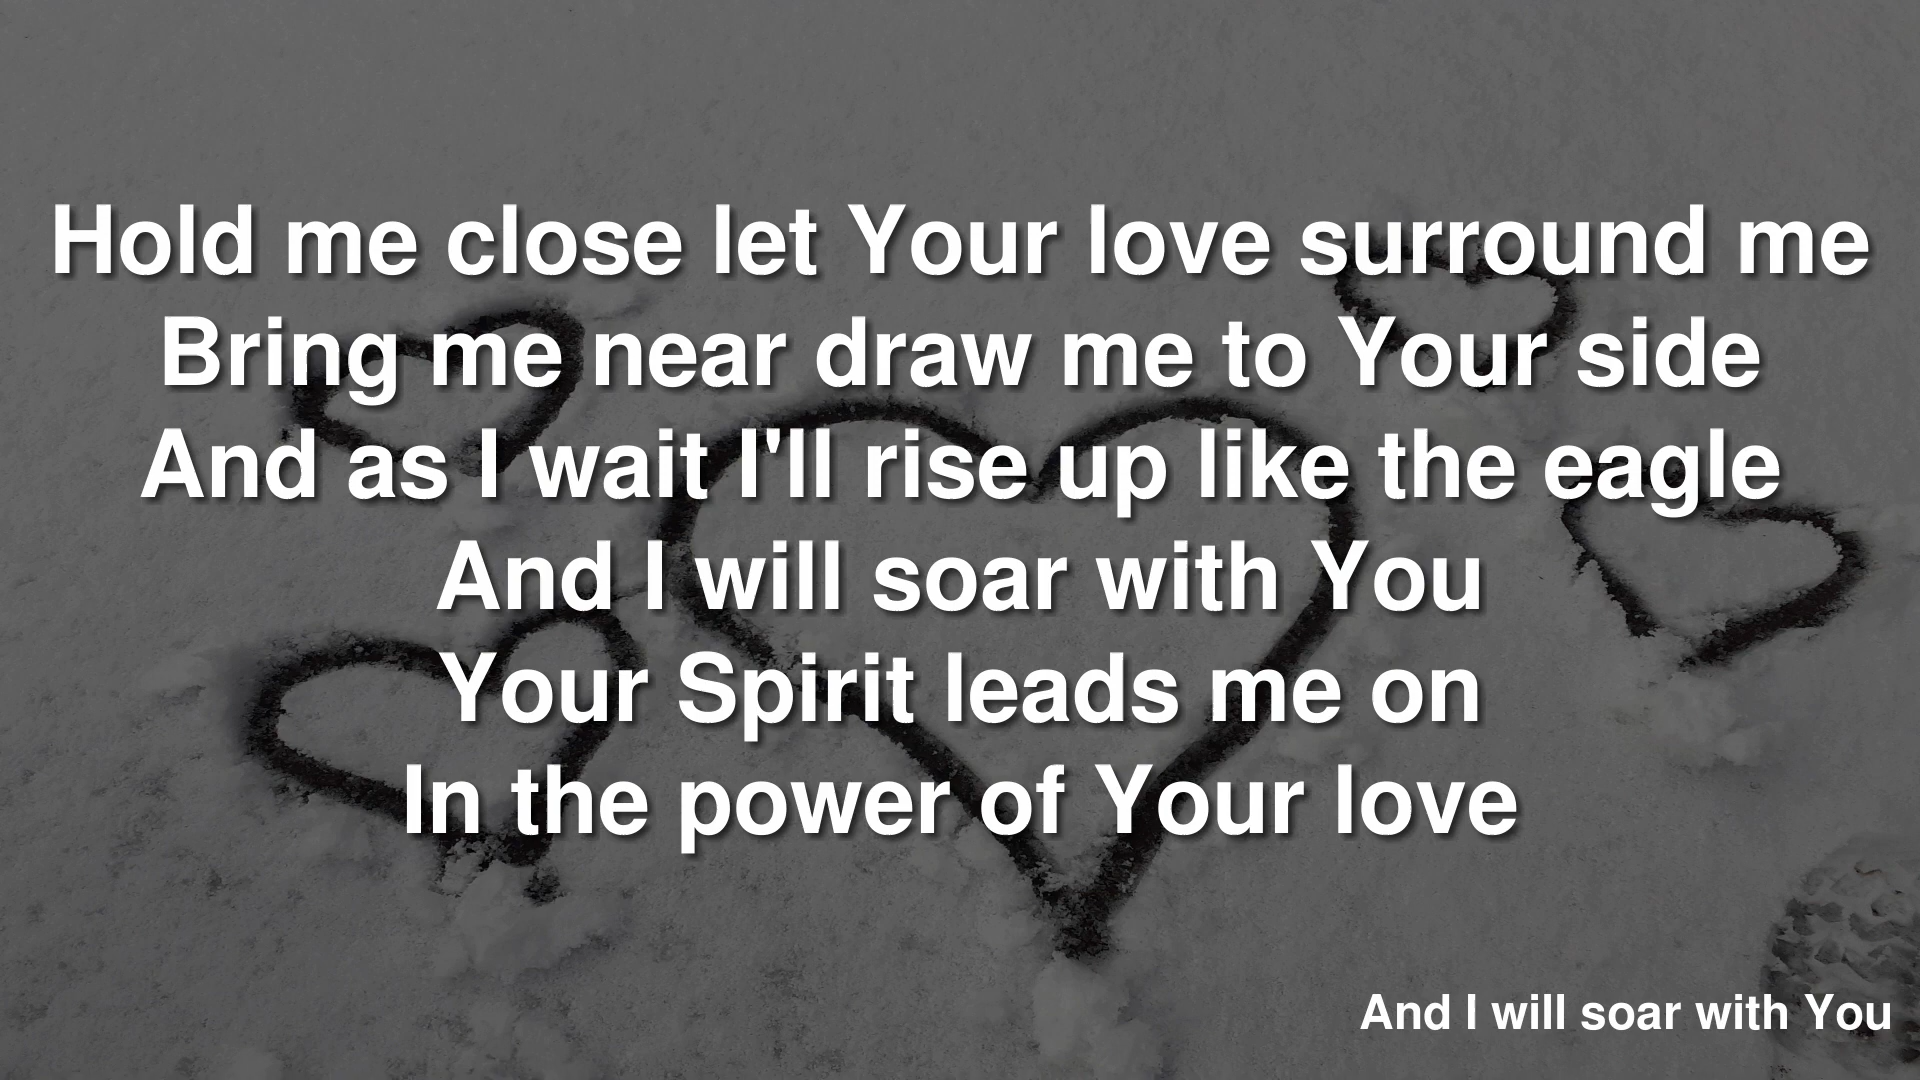 Hold me close let Your love surround me
Bring me near draw me to Your side
And as I wait I'll rise up like the eagle
And I will soar with You
Your Spirit leads me on
In the power of Your love
And I will soar with You